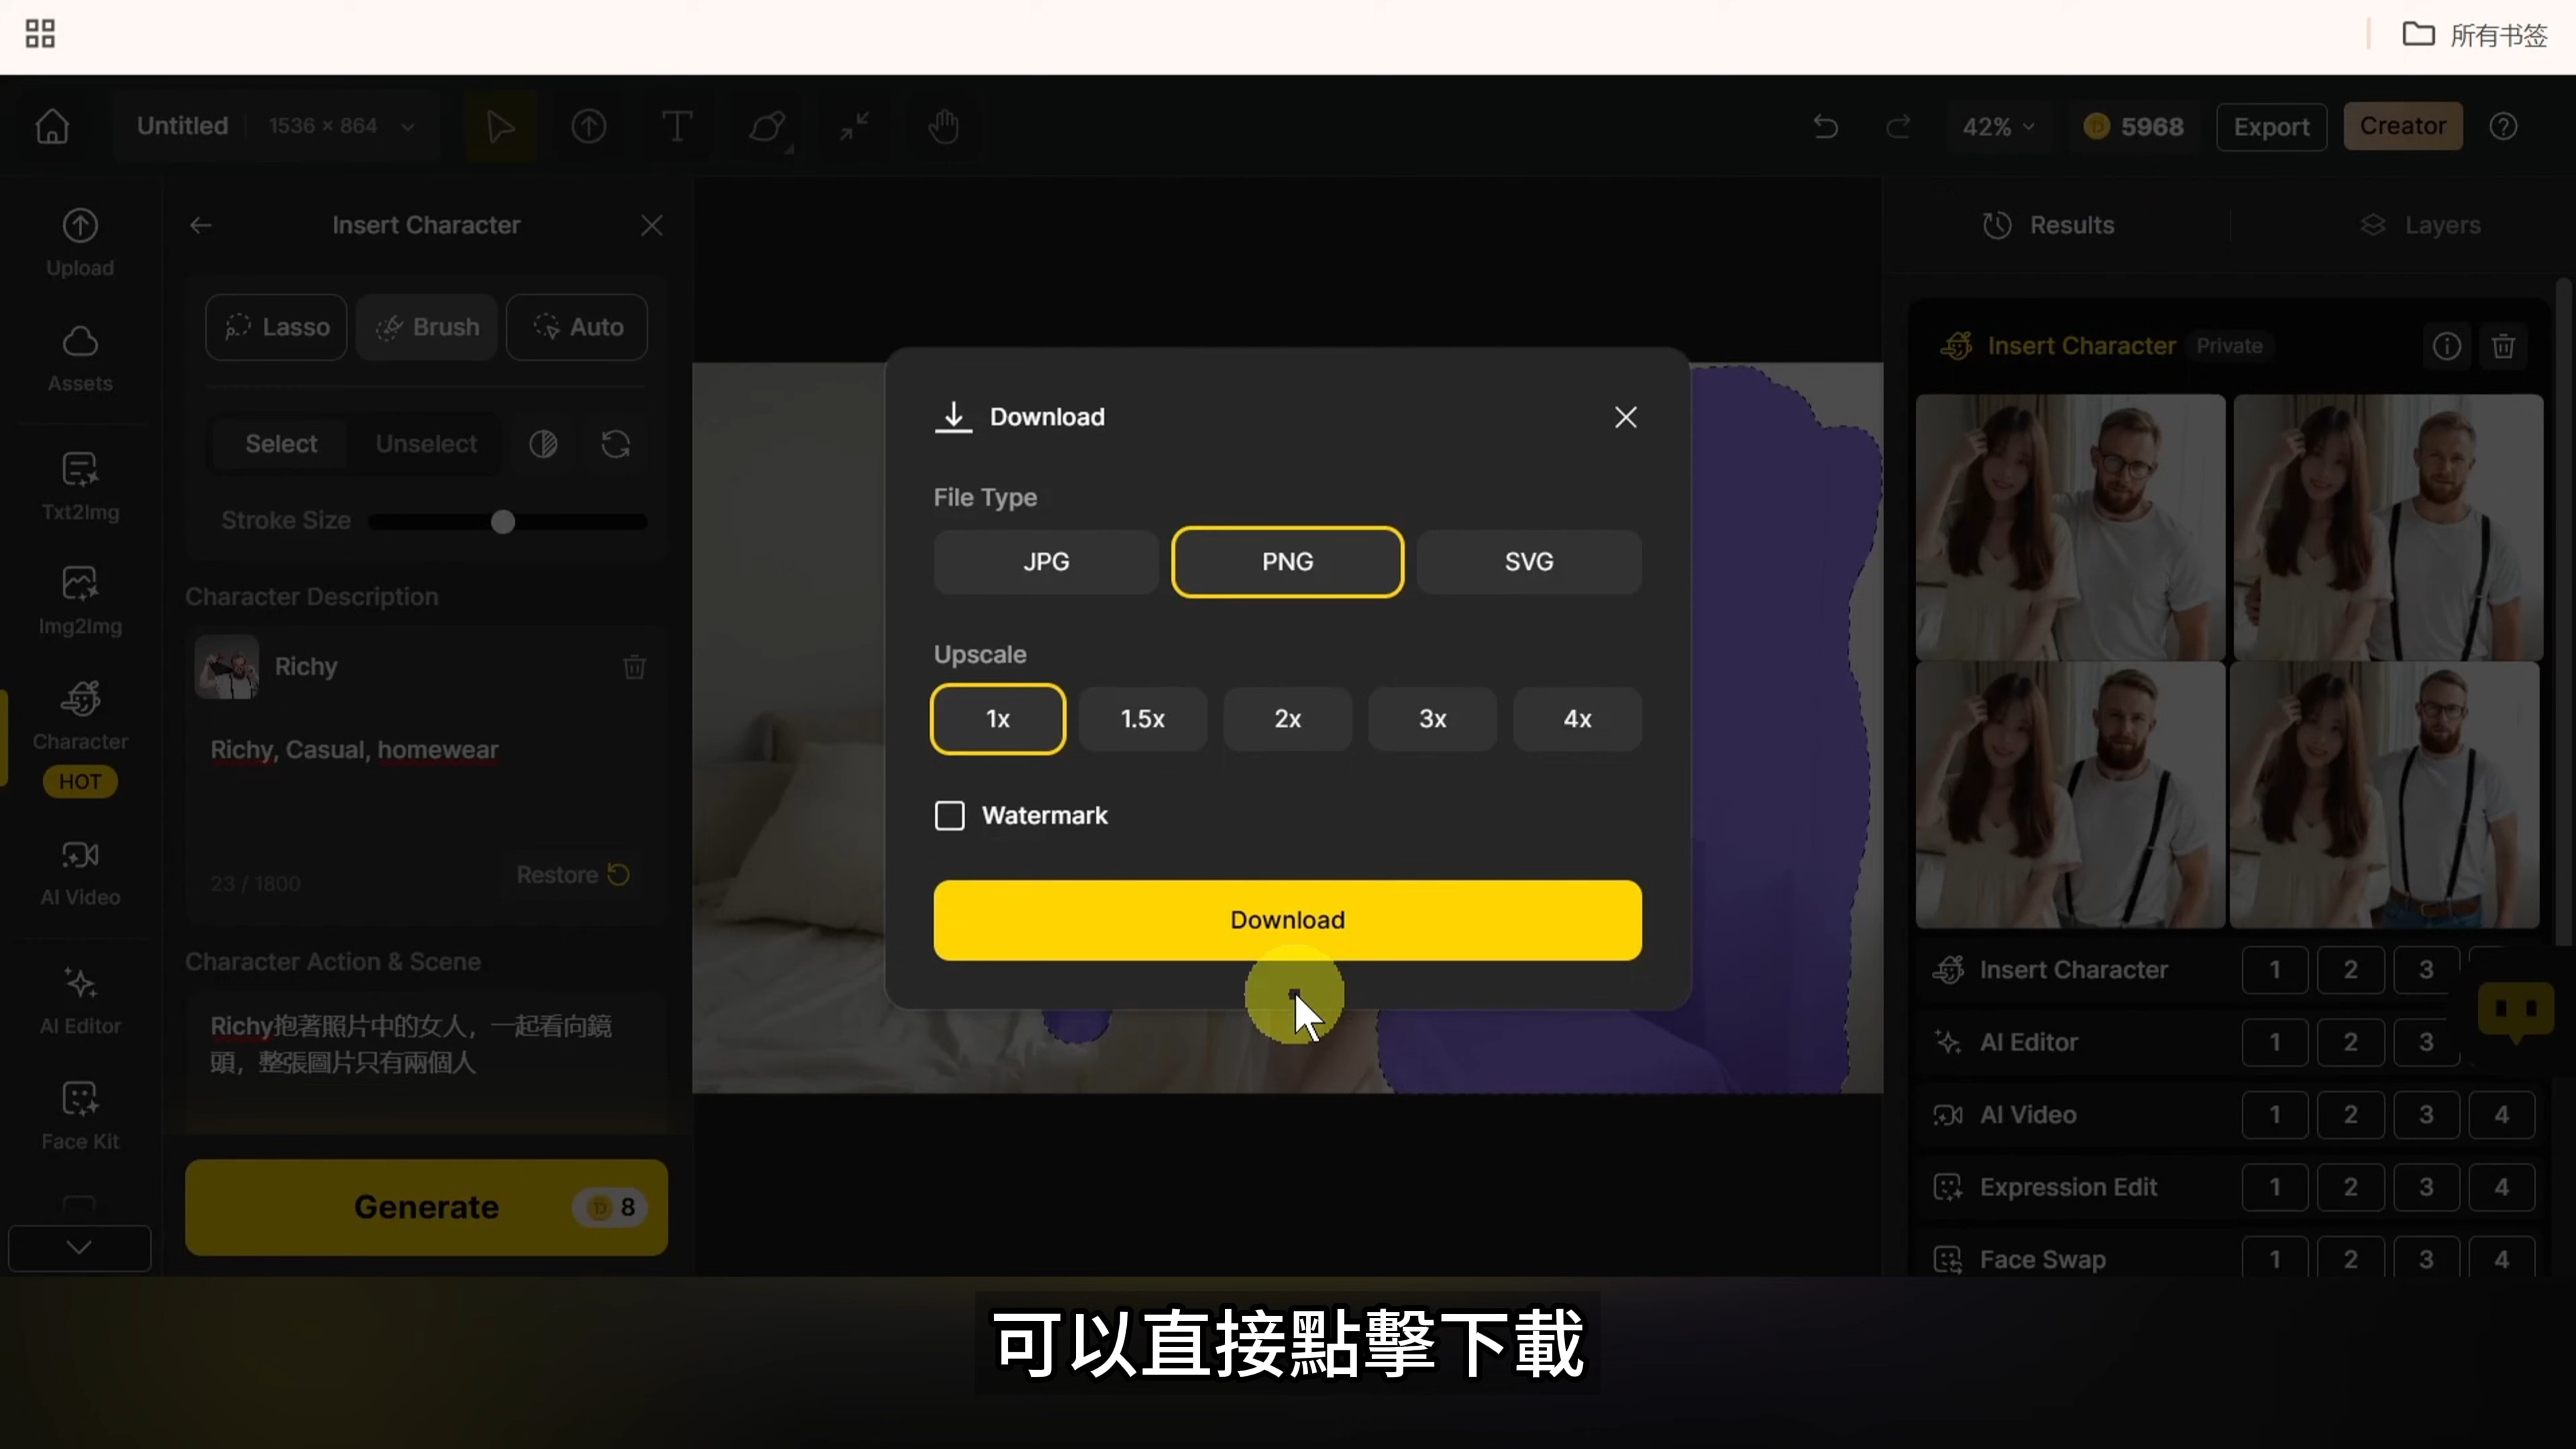 所有书签
Untitled 1536 × 864
42% 5968 Export Creator
Upload
Assets
Txt2Img
Img2Img
Character
HOT
AI Video
AI Editor
Face Kit
Insert Character
Lasso Brush Auto
Select Unselect
Stroke Size
Character Description
Richy
Richy, Casual, homewear
23 / 1800 Restore
Character Action & Scene
Richy抱著照片中的女人，一起看向鏡
頭，整張圖片只有兩個人
Generate 8
Download
File Type
JPG PNG SVG
Upscale
1x 1.5x 2x 3x 4x
Watermark
Download
Results Layers
Insert Character Private
Insert Character 1 2 3
AI Editor 1 2 3
AI Video 1 2 3 4
Expression Edit 1 2 3 4
Face Swap 1 2 3 4
可以直接點擊下載